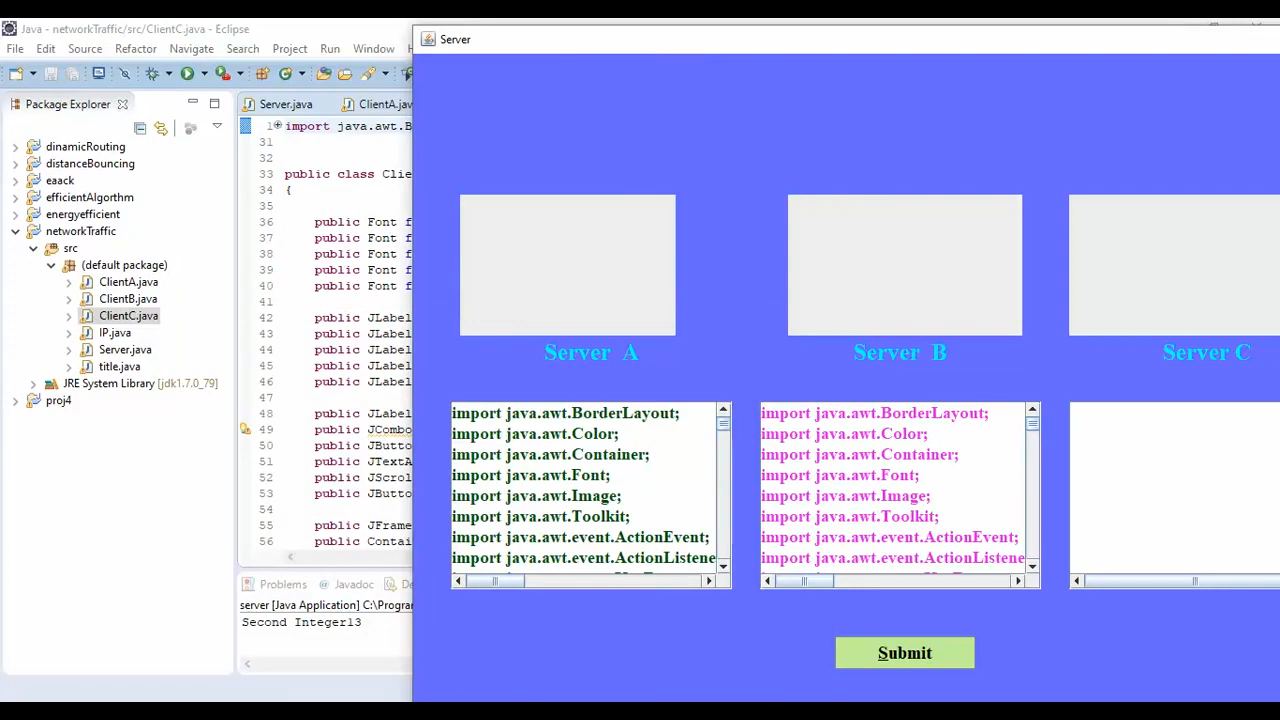 Java - networkTraffic/src/ClientC.java - Eclipse
File Edit Source Refactor Navigate Search Project Run Window
Package Explorer
dinamicRouting
distanceBouncing
eaack
efficientAlgorthm
energyefficient
networkTraffic
src
(default package)
ClientA.java
ClientB.java
ClientC.java
IP.java
Server.java
title.java
JRE System Library [jdk1.7.0_79]
proj4
Server.java ClientA.jav
1 import java.awt.B
31
32
33 public class Clie
34 {
35
36 public Font f
37 public Font f
38 public Font f
39 public Font f
40 public Font f
41
42 public JLabel
43 public JLabel
44 public JLabel
45 public JLabel
46 public JLabel
47
48 public JLabel
49 public JCombo
50 public JButto
51 public JTextA
52 public JScrol
53 public JButto
54
55 public JFrame
56 public Contai
Problems @ Javadoc De
server [Java Application] C:\Program
Second Integer13
Server
Server A
Server B
Server C
import java.awt.BorderLayout;
import java.awt.Color;
import java.awt.Container;
import java.awt.Font;
import java.awt.Image;
import java.awt.Toolkit;
import java.awt.event.ActionEvent;
import java.awt.event.ActionListene
import java.awt.BorderLayout;
import java.awt.Color;
import java.awt.Container;
import java.awt.Font;
import java.awt.Image;
import java.awt.Toolkit;
import java.awt.event.ActionEvent;
import java.awt.event.ActionListene
Submit